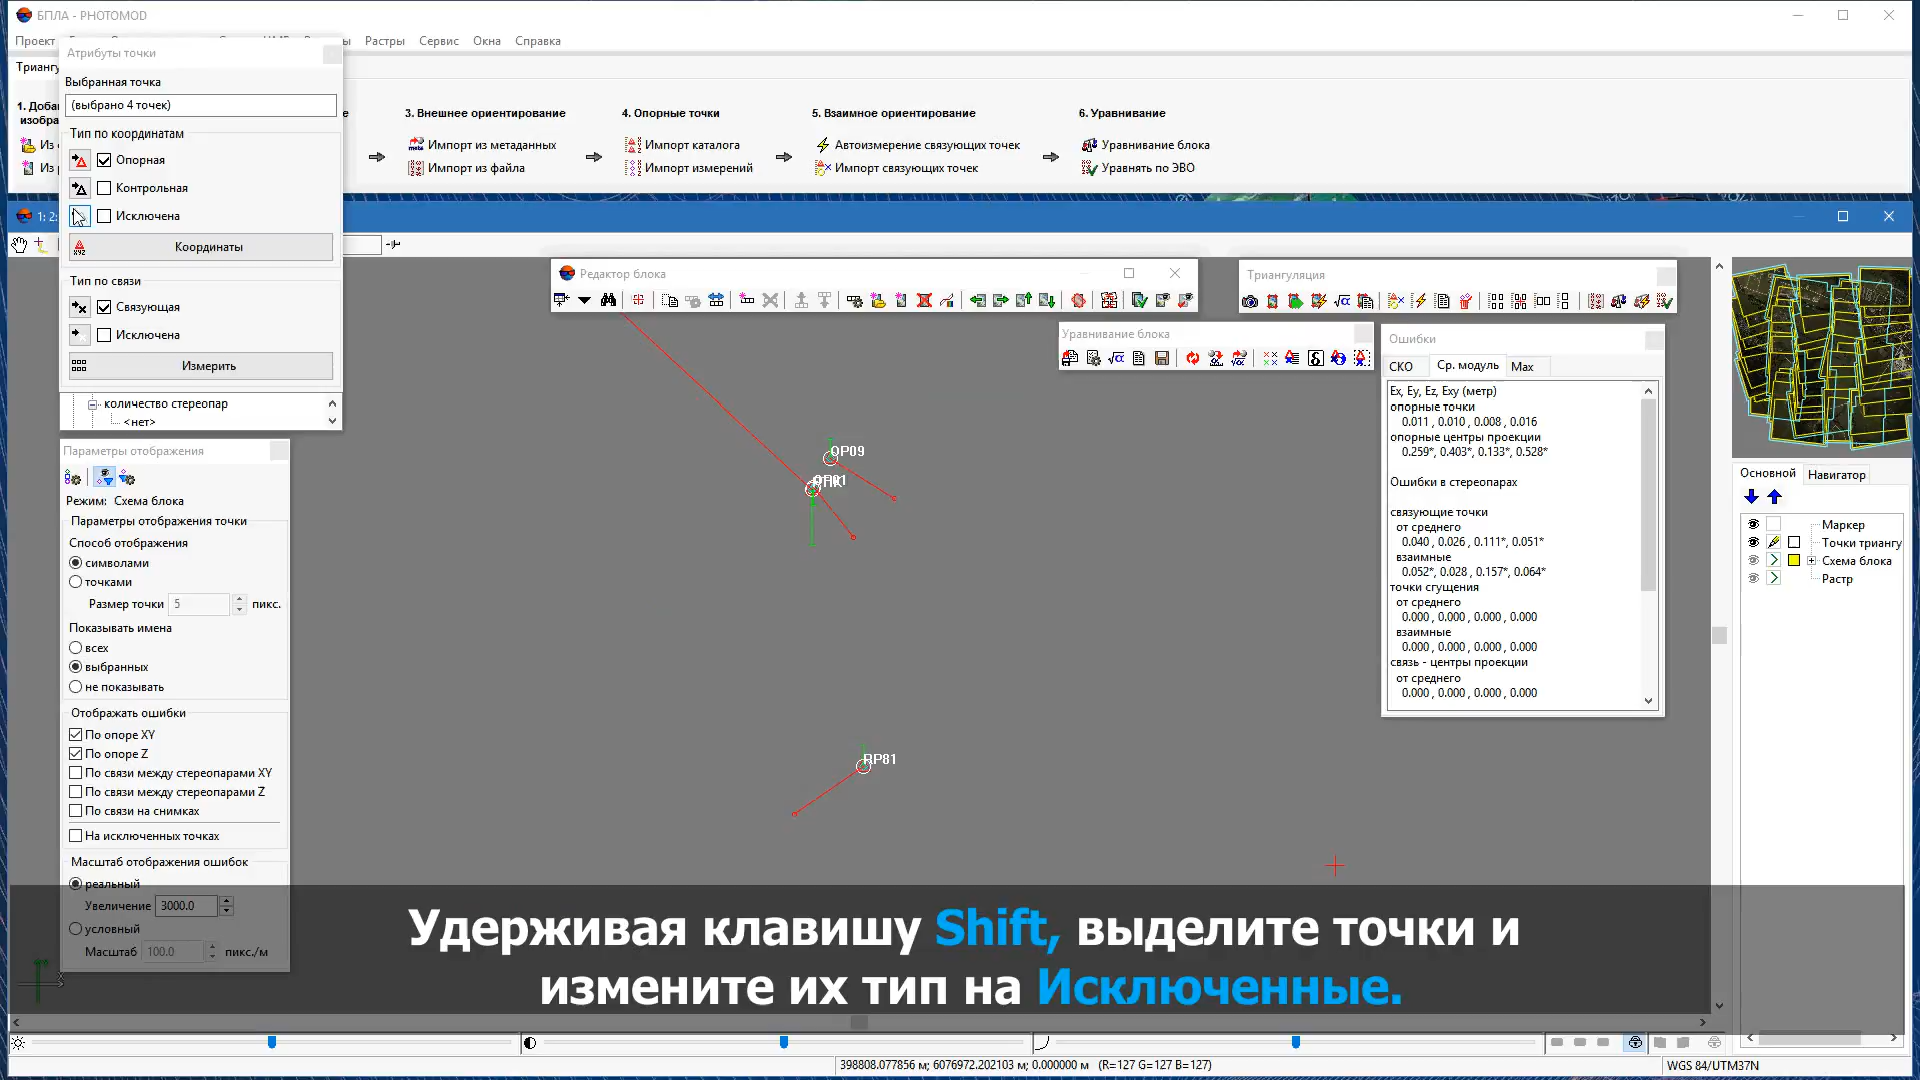 БПЛА - PHOTOMOD
Проект
Растры Сервис Окна Справка
Атрибуты точки
Триангу
Выбранная точка
(выбрано 4 точек)
1. Доба
изобра
3. Внешнее ориентирование
4. Опорные точки
5. Взаимное ориентирование
6. Уравнивание
Импорт из метаданных
Импорт каталога
Автоизмерение связующих точек
Уравнивание блока
Импорт из файла
Импорт измерений
Импорт связующих точек
Уравнять по ЭВО
Тип по координатам
Опорная
Контрольная
Исключена
Координаты
Тип по связи
Связующая
Исключена
Измерить
количество стереопар
<нет>
1: 2:
Редактор блока
Триангуляция
Уравнивание блока
Ошибки
СКО Ср. модуль Max
Ex, Ey, Ez, Exy (метр)
опорные точки
0.011 , 0.010 , 0.008 , 0.016
опорные центры проекции
0.259*, 0.403*, 0.133*, 0.528*
Ошибки в стереопарах
связующие точки
от среднего
0.040 , 0.026 , 0.111*, 0.051*
взаимные
0.052*, 0.028 , 0.157*, 0.064*
точки сгущения
от среднего
0.000 , 0.000 , 0.000 , 0.000
взаимные
0.000 , 0.000 , 0.000 , 0.000
связь - центры проекции
от среднего
0.000 , 0.000 , 0.000 , 0.000
OP09
RP81
Параметры отображения
Режим: Схема блока
Параметры отображения точки
Способ отображения
символами
точками
Размер точки 5 пикс.
Показывать имена
всех
выбранных
не показывать
Отображать ошибки
По опоре XY
По опоре Z
По связи между стереопарами XY
По связи между стереопарами Z
По связи на снимках
На исключенных точках
Масштаб отображения ошибок
реальный
Увеличение 3000.0
условный
Масштаб 100.0 пикс./м
Основной Навигатор
Маркер
Точки триангу
Схема блока
Растр
Удерживая клавишу Shift, выделите точки и
измените их тип на Исключенные.
398808.077856 м; 6076972.202103 м; 0.000000 м (R=127 G=127 B=127)
WGS 84/UTM37N